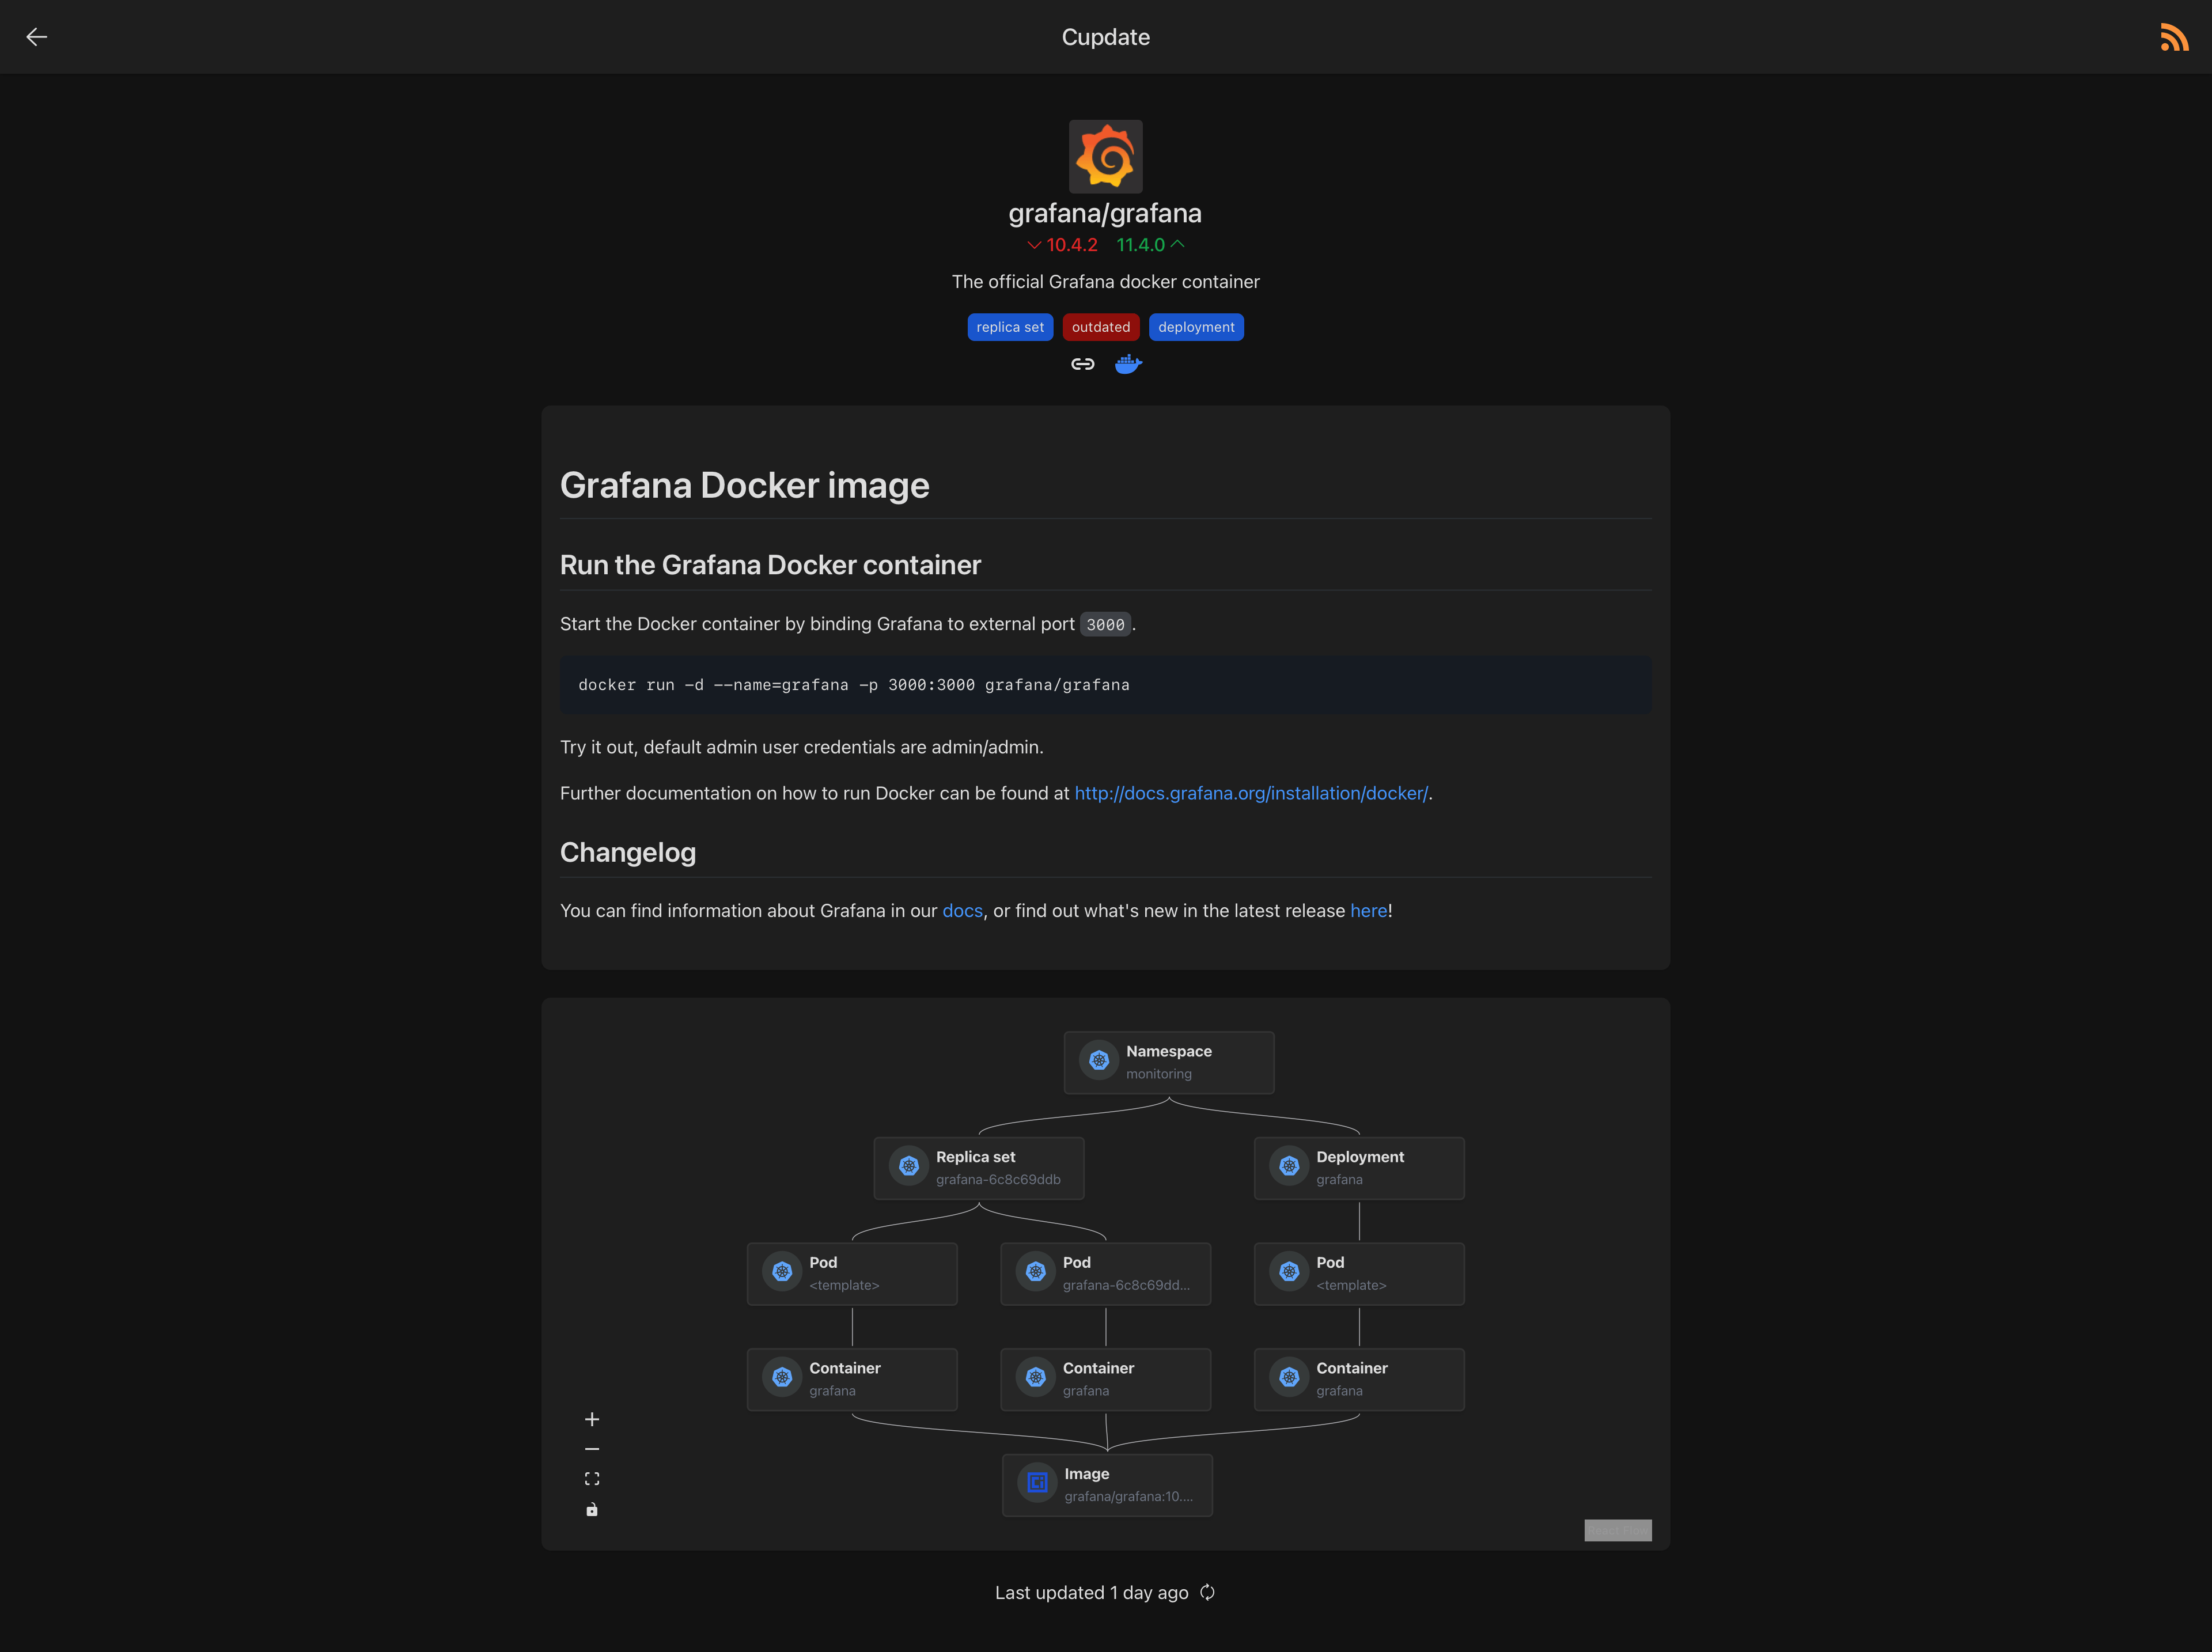 Cupdate
grafana/grafana
10.4.2 11.4.0
The official Grafana docker container
replica set outdated deployment
Grafana Docker image
Run the Grafana Docker container
Start the Docker container by binding Grafana to external port 3000.
docker run -d --name=grafana -p 3000:3000 grafana/grafana
Try it out, default admin user credentials are admin/admin.
Further documentation on how to run Docker can be found at http://docs.grafana.org/installation/docker/.
Changelog
You can find information about Grafana in our docs, or find out what's new in the latest release here!
Namespace
monitoring
Replica set
grafana-6c8c69ddb
Deployment
grafana
Pod
<template>
Pod
grafana-6c8c69dd...
Pod
<template>
Container
grafana
Container
grafana
Container
grafana
Image
grafana/grafana:10....
Last updated 1 day ago